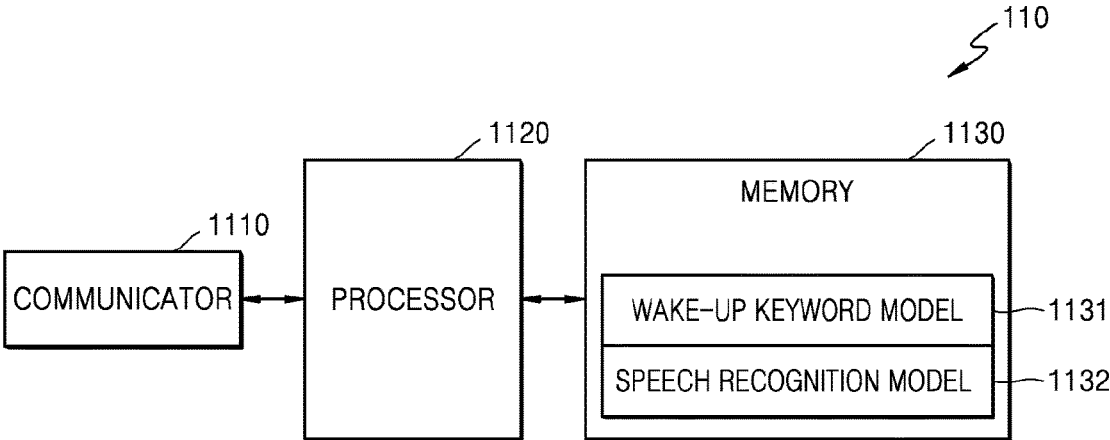 110
1120
1130
MEMORY
1110
COMMUNICATOR
PROCESSOR
WAKE-UP KEYWORD MODEL
1131
SPEECH RECOGNITION MODEL
1132